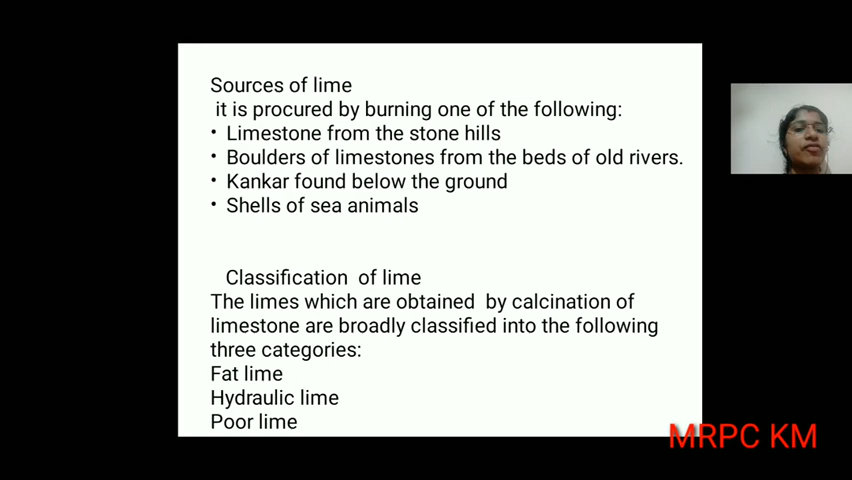 Sources of lime
it is procured by burning one of the following:
• Limestone from the stone hills
• Boulders of limestones from the beds of old rivers.
• Kankar found below the ground
• Shells of sea animals
Classification of lime
The limes which are obtained by calcination of
limestone are broadly classified into the following
three categories:
Fat lime
Hydraulic lime
Poor lime
MRPC KM